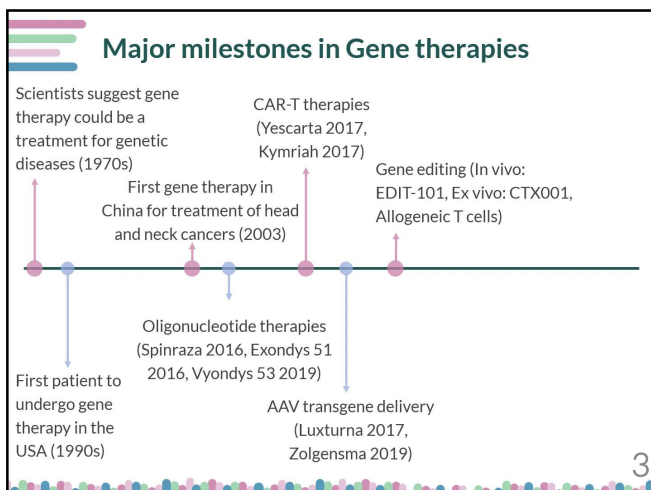 Major milestones in Gene therapies
Scientists suggest gene
therapy could be a
treatment for genetic
diseases (1970s)
CAR-T therapies
(Yescarta 2017,
Kymriah 2017)
First gene therapy in
China for treatment of head
and neck cancers (2003)
Gene editing (In vivo:
EDIT-101, Ex vivo: CTX001,
Allogeneic T cells)
First patient to
undergo gene
therapy in the
USA (1990s)
Oligonucleotide therapies
(Spinraza 2016, Exondys 51
2016, Vyondys 53 2019)
AAV transgene delivery
(Luxturna 2017,
Zolgensma 2019)
3